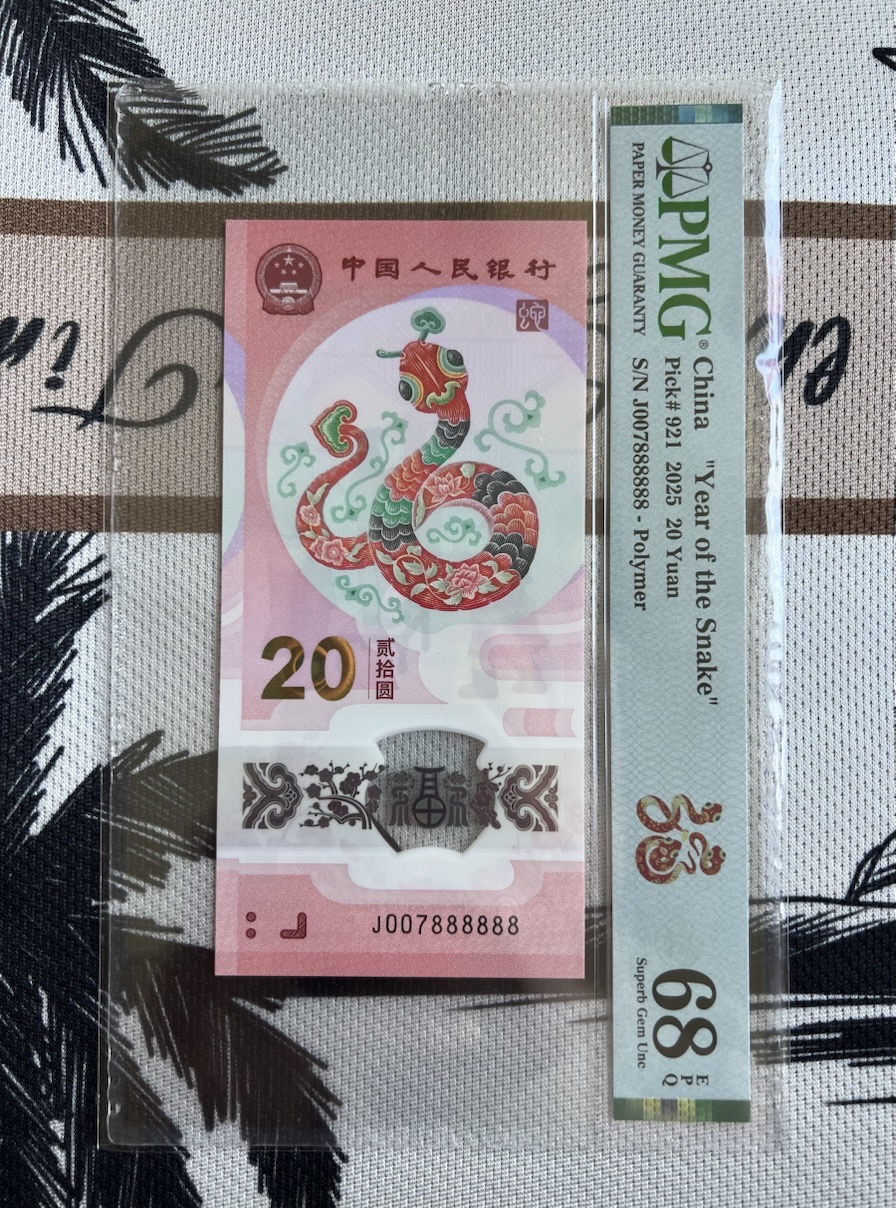 中国人民银行
20
贰拾圆
福
J007888888
PMG®
PAPER MONEY GUARANTY
China "Year of the Snake"
Pick# 921 2025 20 Yuan
S/N J007888888 - Polymer
68
EPQ
Superb Gem Unc